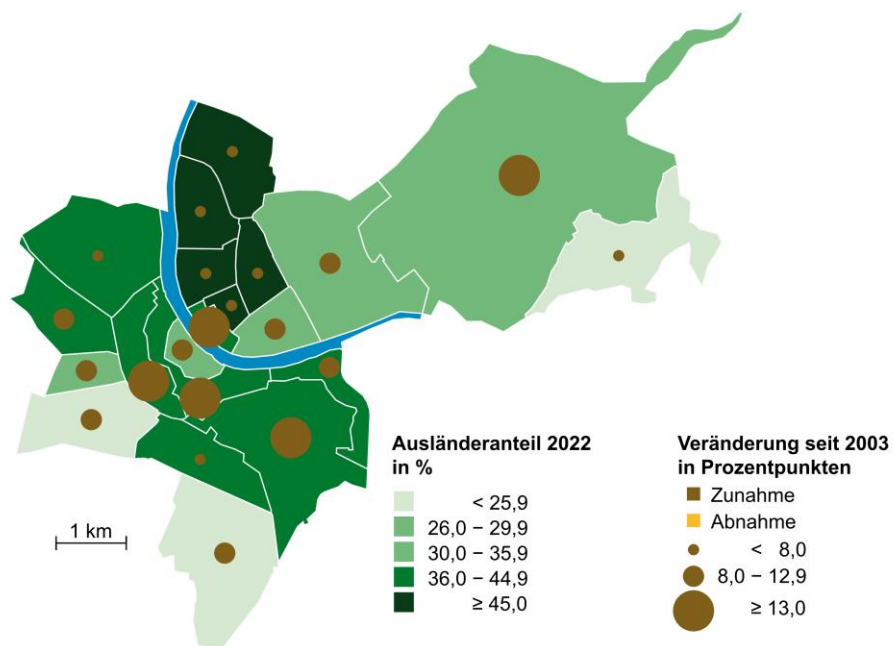 Ausländeranteil 2022
in %
< 25,9
26,0 – 29,9
30,0 – 35,9
36,0 – 44,9
≥ 45,0
1 km
Veränderung seit 2003
in Prozentpunkten
Zunahme
Abnahme
< 8,0
8,0 – 12,9
≥ 13,0